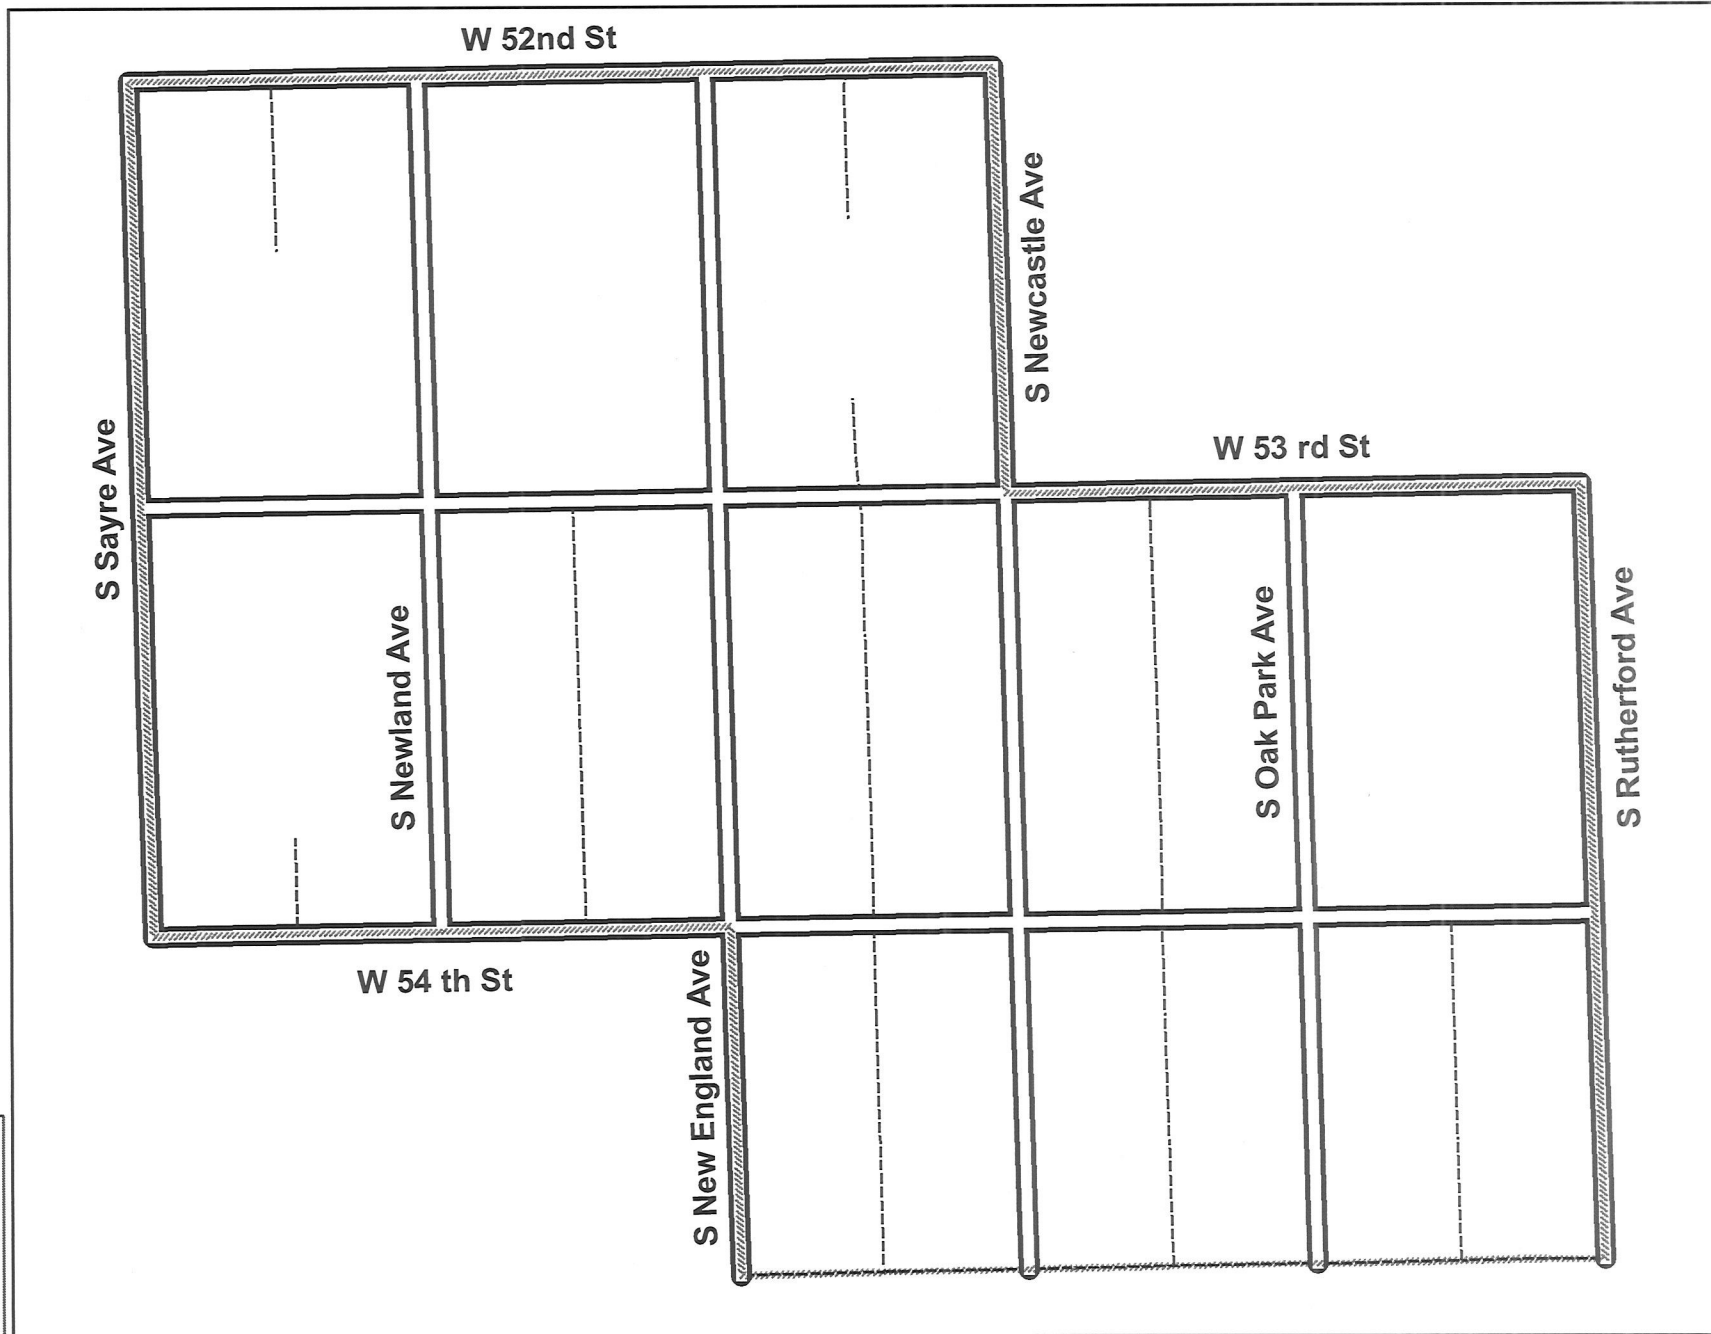 W 52nd St
S Newcastle Ave
W 53 rd St
S Sayre Ave
S Newland Ave
S Oak Park Ave
S Rutherford Ave
W 54 th St
S New England Ave